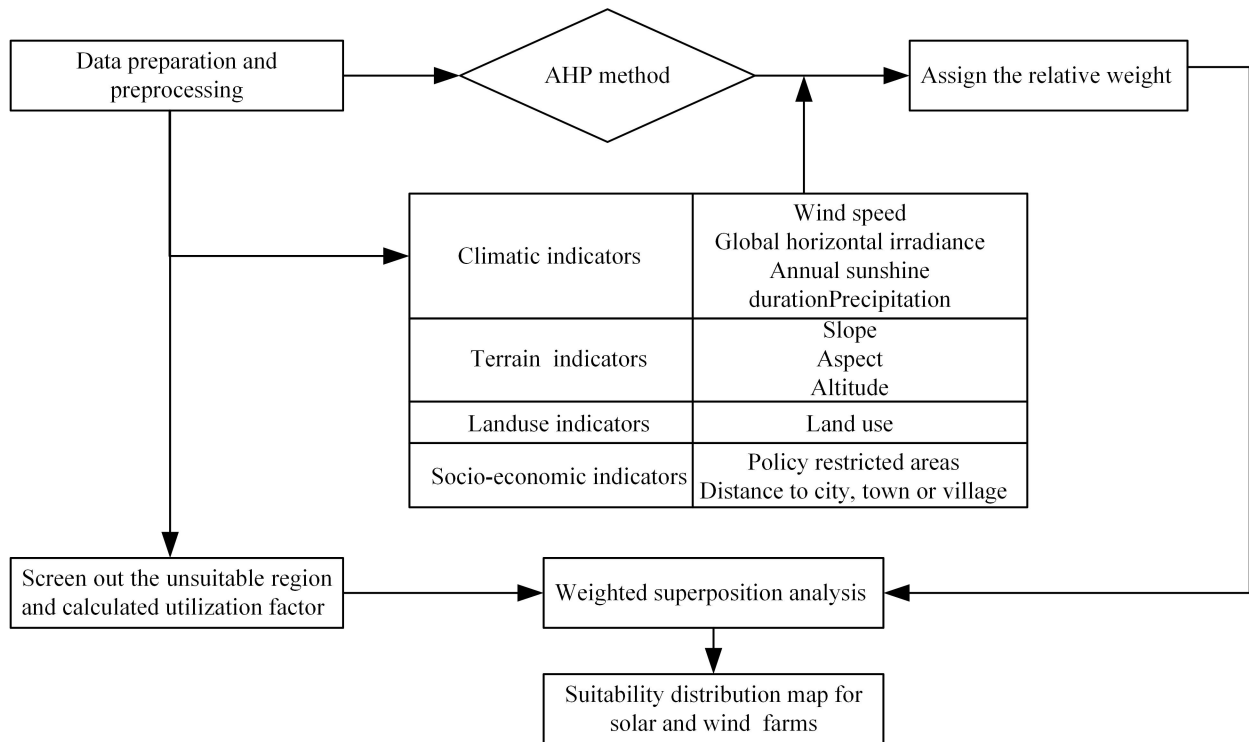 Data preparation and
preprocessing
AHP method
Assign the relative weight
Climatic indicators
Wind speed
Global horizontal irradiance
Annual sunshine
durationPrecipitation
Terrain indicators
Slope
Aspect
Altitude
Landuse indicators
Land use
Socio-economic indicators
Policy restricted areas
Distance to city, town or village
Screen out the unsuitable region
and calculated utilization factor
Weighted superposition analysis
Suitability distribution map for
solar and wind farms